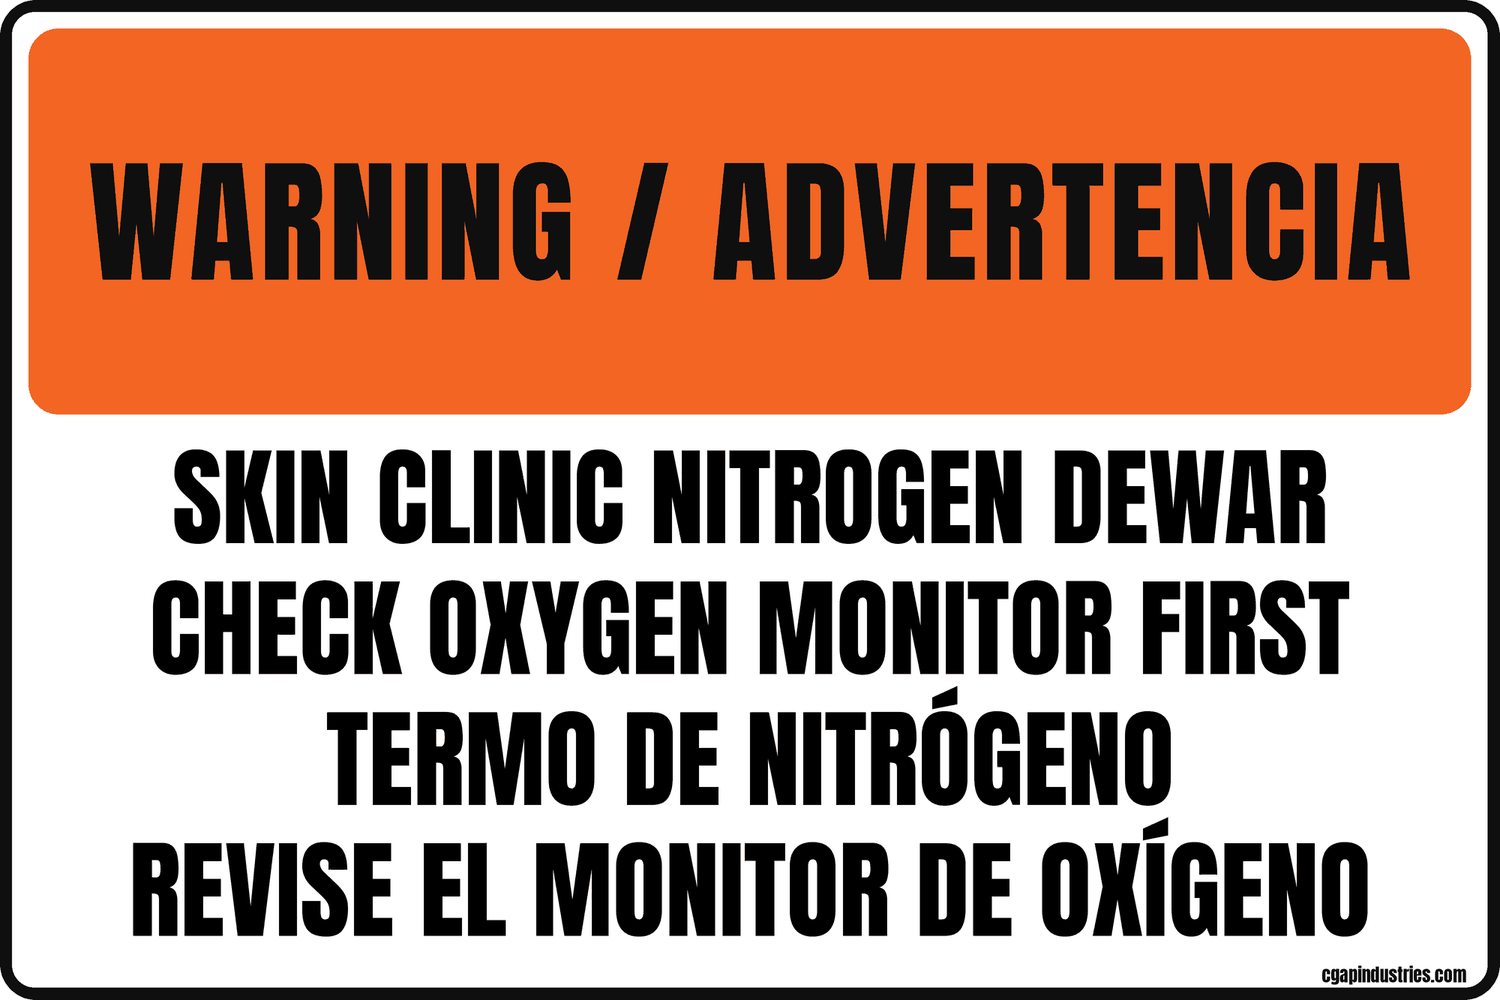 WARNING / ADVERTENCIA
SKIN CLINIC NITROGEN DEWAR
CHECK OXYGEN MONITOR FIRST
TERMO DE NITRÓGENO
REVISE EL MONITOR DE OXÍGENO
cgapindustries.com